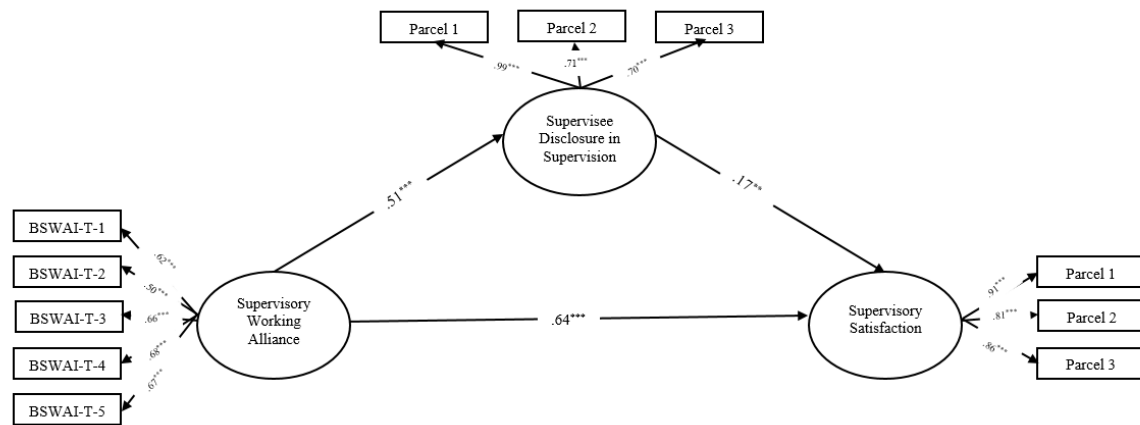 Parcel 1
Parcel 2
Parcel 3
.99***
.71***
.70***
Supervisee
Disclosure in
Supervision
.51***
.17**
BSWAI-T-1
BSWAI-T-2
BSWAI-T-3
BSWAI-T-4
BSWAI-T-5
.62***
.50***
.66***
.68***
.67***
Supervisory
Working
Alliance
.64***
Supervisory
Satisfaction
.91***
.81***
.86***
Parcel 1
Parcel 2
Parcel 3